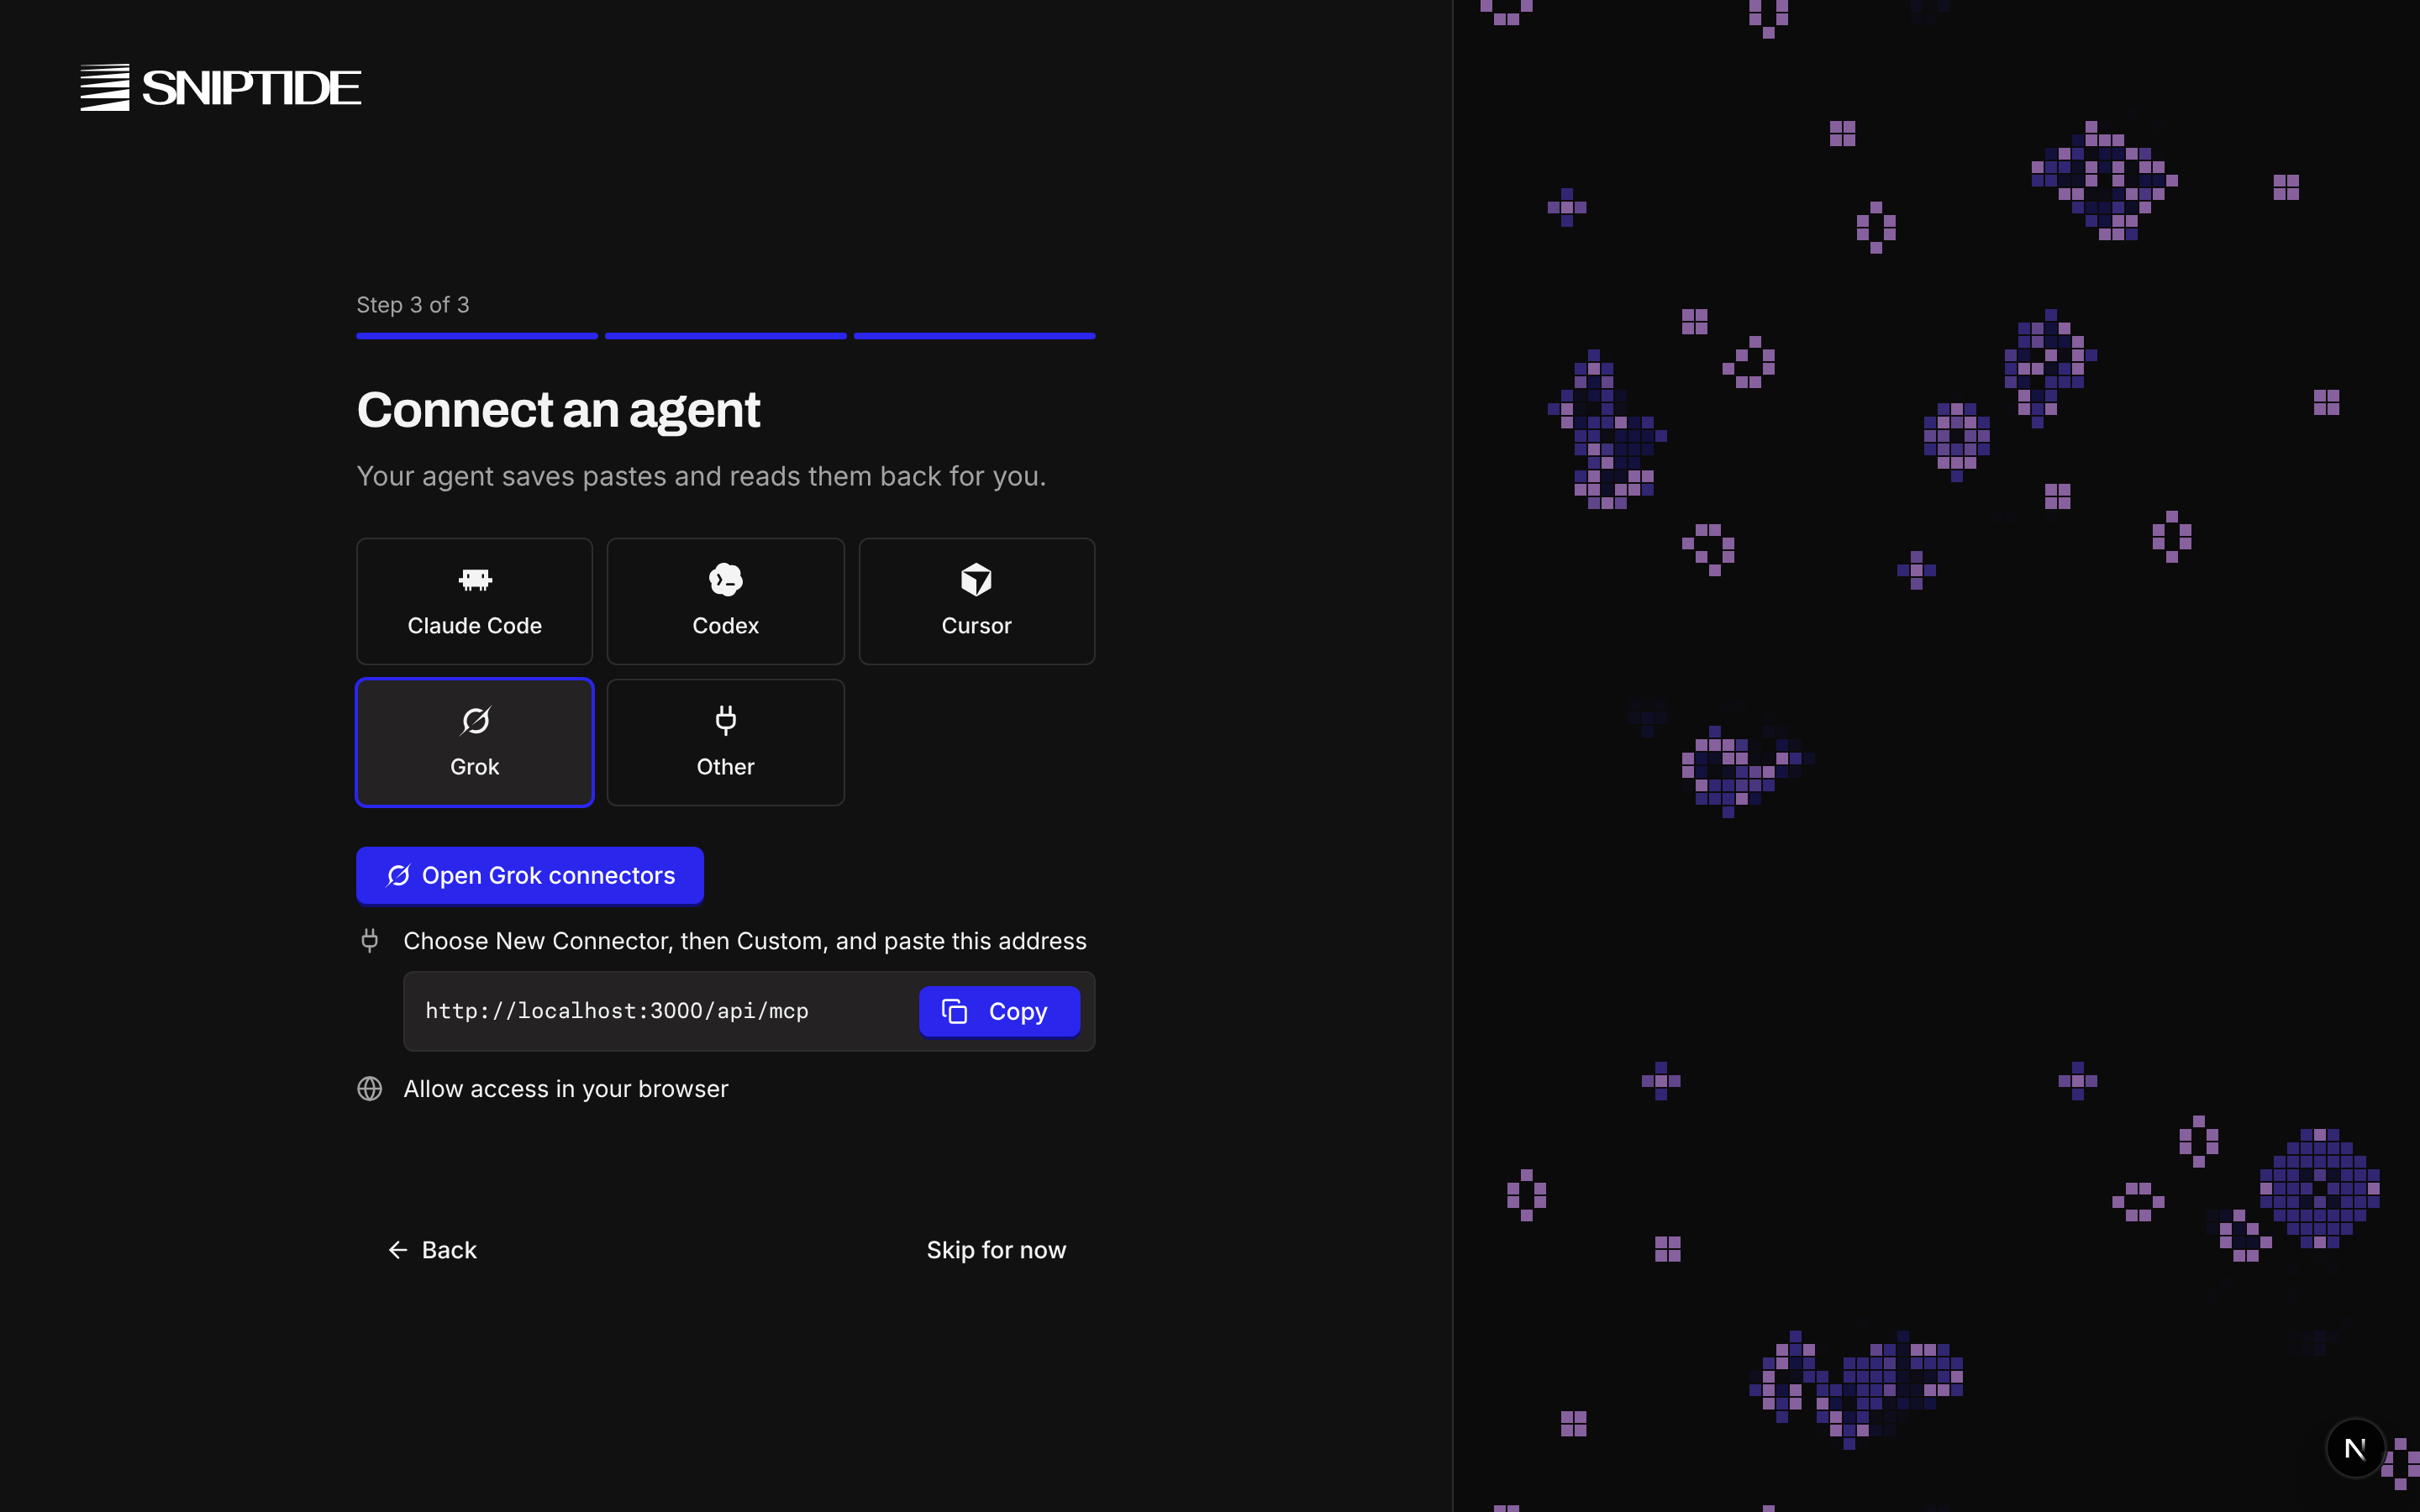 SNIPTIDE
Step 3 of 3
Connect an agent
Your agent saves pastes and reads them back for you.
Claude Code
Codex
Cursor
Grok
Other
Open Grok connectors
Choose New Connector, then Custom, and paste this address
http://localhost:3000/api/mcp
Copy
Allow access in your browser
Back
Skip for now
N